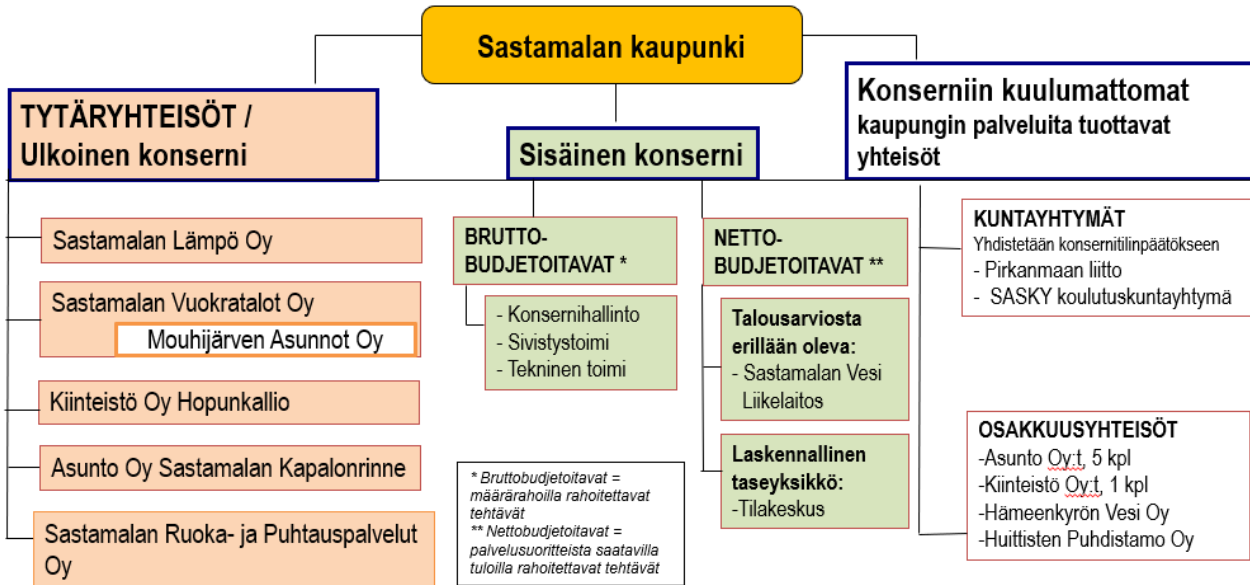 Sastamalan kaupunki
TYTÄRYHTEISÖT /
Ulkoinen konserni
Sastamalan Lämpö Oy
Sastamalan Vuokratalot Oy
Mouhijärven Asunnot Oy
Kiinteistö Oy Hopunkallio
Asunto Oy Sastamalan Kapalonrinne
Sastamalan Ruoka- ja Puhtauspalvelut
Oy
Sisäinen konserni
BRUTTO-
BUDJETOITAVAT *
- Konsernihallinto
- Sivistystoimi
- Tekninen toimi
* Bruttobudjetoitavat =
määrärahoilla rahoitettavat
tehtävät
** Nettobudjetoitavat =
palvelusuoritteista saatavilla
tuloilla rahoitettavat tehtävät
NETTO-
BUDJETOITAVAT **
Talousarviosta
erillään oleva:
- Sastamalan Vesi
Liikelaitos
Laskennallinen
taseyksikkö:
-Tilakeskus
Konserniin kuulumattomat
kaupungin palveluita tuottavat
yhteisöt
KUNTAYHTYMÄT
Yhdistetään konsernitilinpäätökseen
- Pirkanmaan liitto
- SASKY koulutuskuntayhtymä
OSAKKUUSYHTEISÖT
-Asunto Oy:t, 5 kpl
-Kiinteistö Oy:t, 1 kpl
-Hämeenkyrön Vesi Oy
-Huittisten Puhdistamo Oy